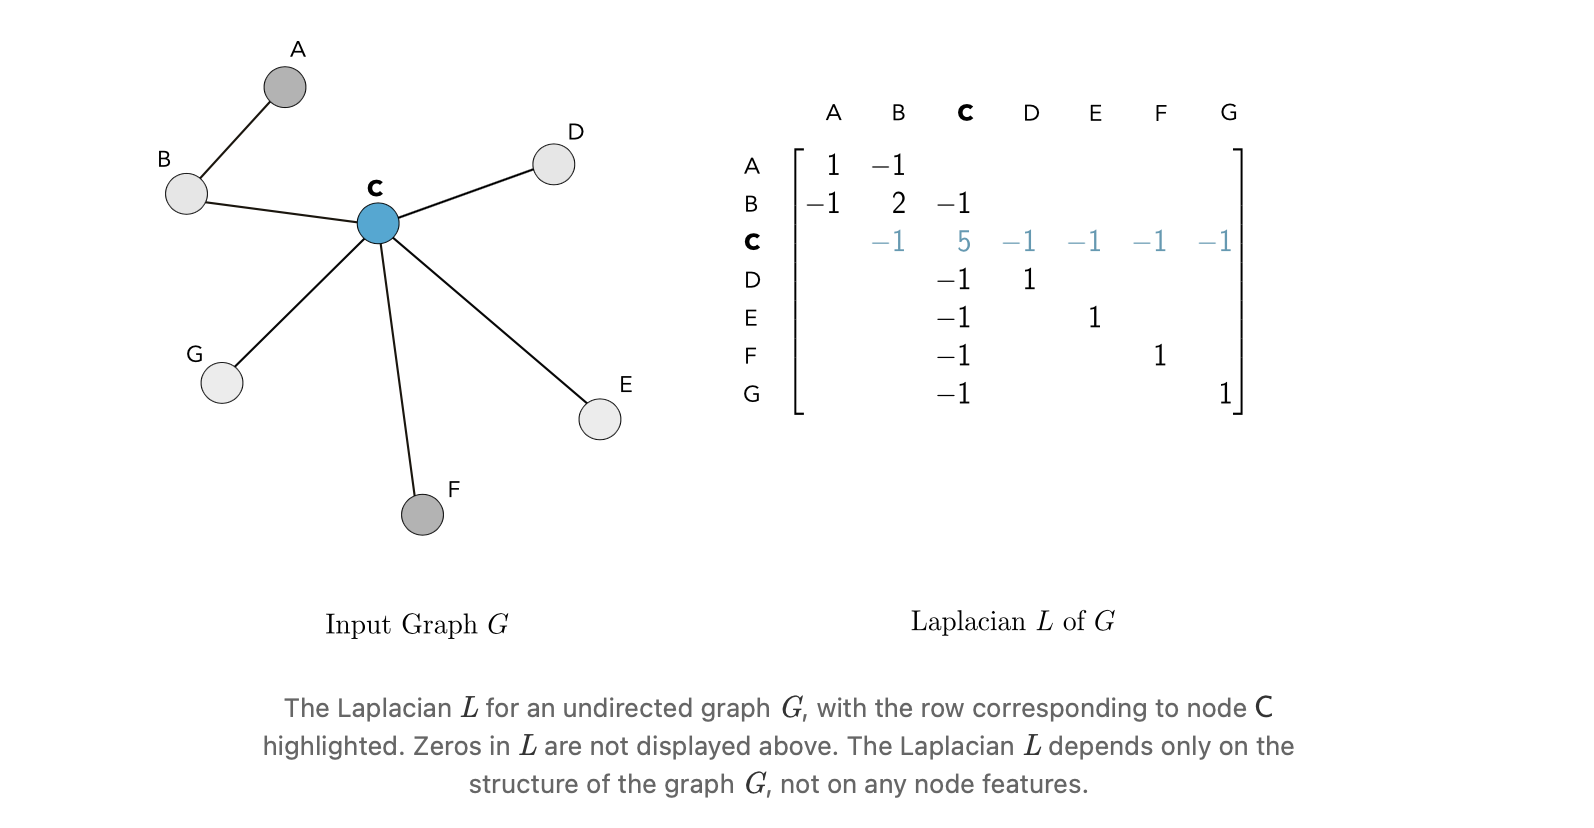 A
B
C
D
E
F
G
A B C D E F G
A 1 −1
B −1 2 −1
C −1 5 −1 −1 −1 −1
D −1 1
E −1 1
F −1 1
G −1 1
Input Graph G
Laplacian L of G
The Laplacian L for an undirected graph G, with the row corresponding to node C
highlighted. Zeros in L are not displayed above. The Laplacian L depends only on the
structure of the graph G, not on any node features.